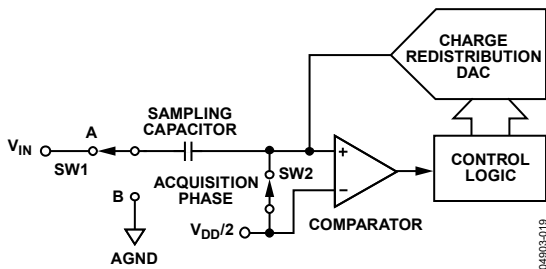 CHARGE
REDISTRIBUTION
DAC
SAMPLING
CAPACITOR
A
V_IN
SW1
+
SW2
CONTROL
LOGIC
ACQUISITION
PHASE
–
B
V_DD/2
COMPARATOR
AGND
04903-019